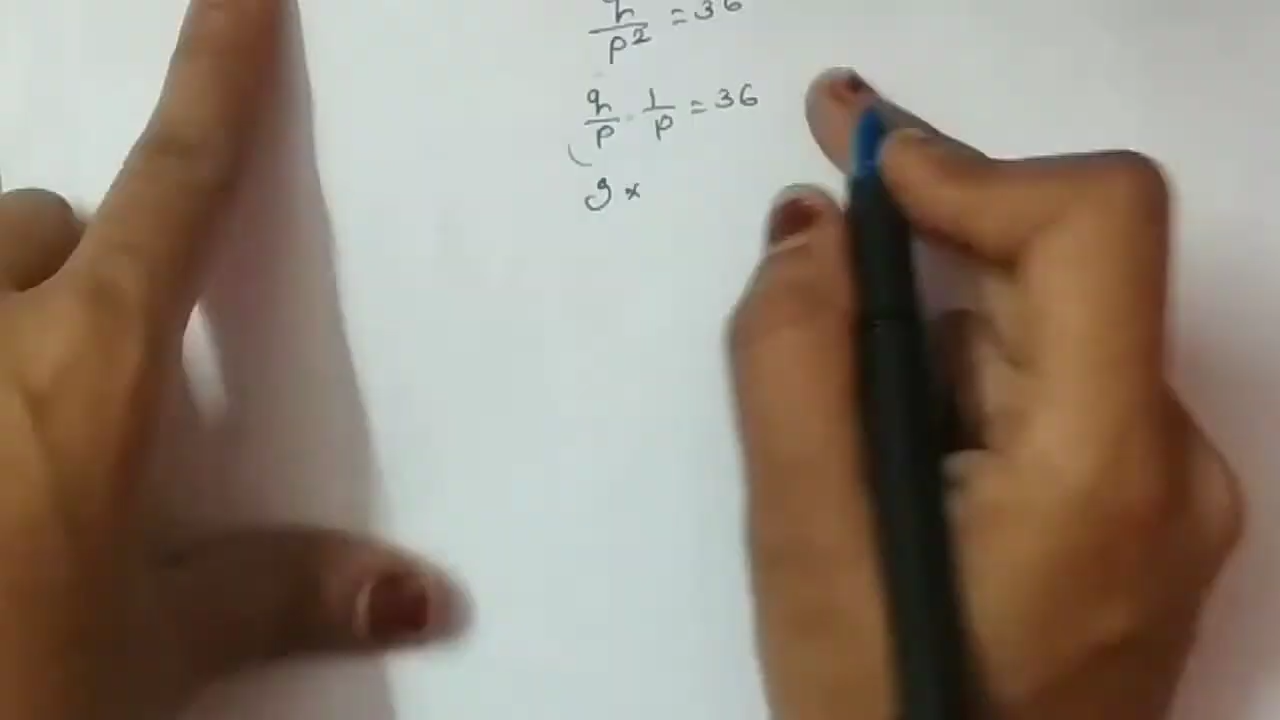 q/p² = 36
q/p · 1/p = 36
9 ×